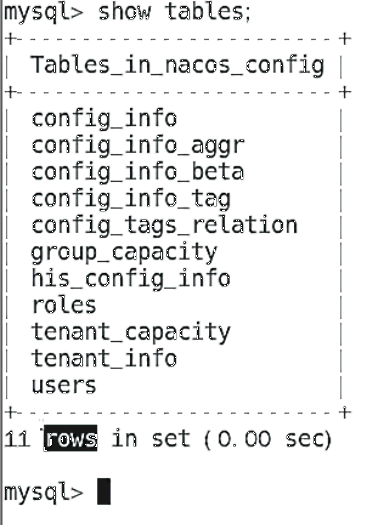 mysql> show tables;
+--------------------+
| Tables_in_nacos_config |
+--------------------+
| config_info |
| config_info_aggr |
| config_info_beta |
| config_info_tag |
| config_tags_relation |
| group_capacity |
| his_config_info |
| roles |
| tenant_capacity |
| tenant_info |
| users |
+--------------------+
11 rows in set (0.00 sec)
mysql>